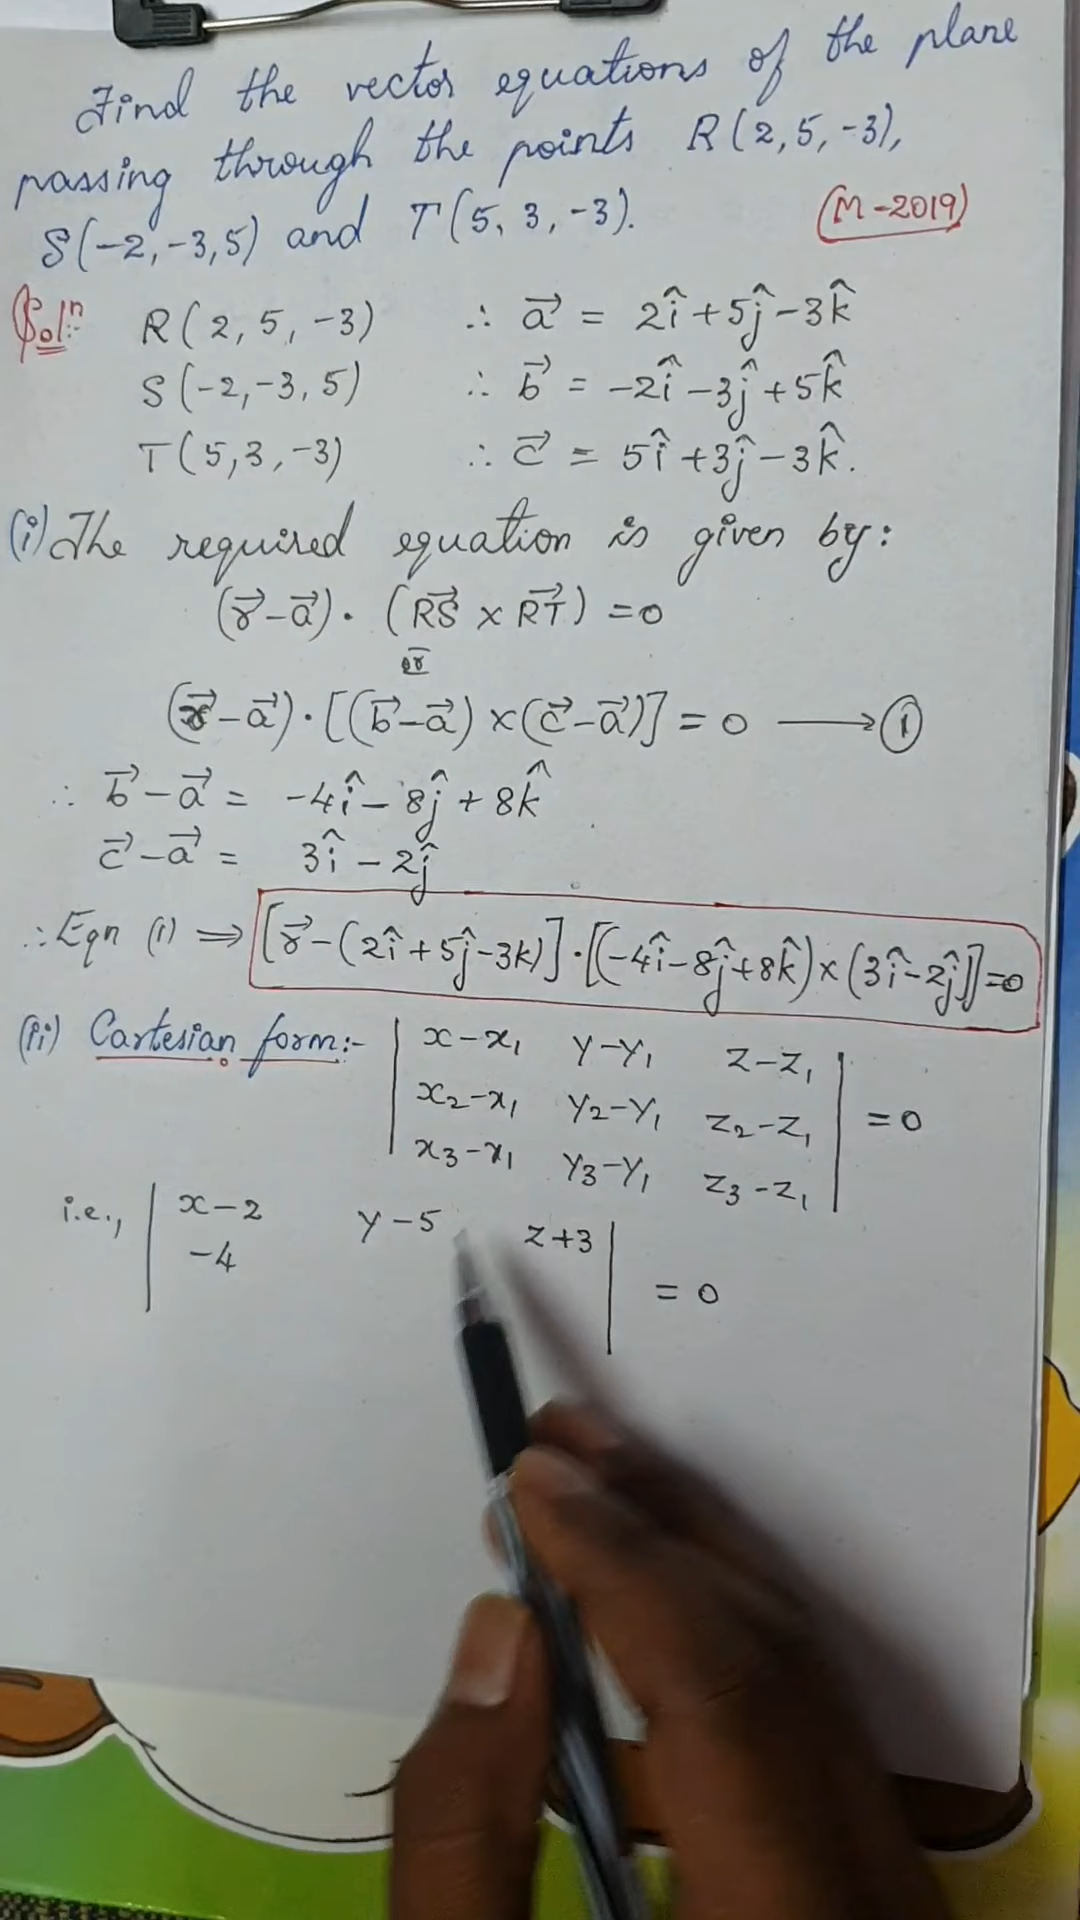 Find the vector equations of the plane
passing through the points R(2, 5, -3),
S(-2, -3, 5) and T(5, 3, -3).
(M-2019)
Solⁿ:- R(2, 5, -3) ∴ a⃗ = 2î + 5ĵ - 3k̂
S(-2, -3, 5) ∴ b⃗ = -2î - 3ĵ + 5k̂
T(5, 3, -3) ∴ c⃗ = 5î + 3ĵ - 3k̂.
(i) The required equation is given by:
(r⃗ - a⃗) · (RS⃗ × RT⃗) = 0
or
(r⃗ - a⃗) · [(b⃗ - a⃗) × (c⃗ - a⃗)] = 0 ⟶ ①
∴ b⃗ - a⃗ = -4î - 8ĵ + 8k̂
c⃗ - a⃗ = 3î - 2ĵ
∴ Eqn (1) ⟹ [r⃗ - (2î + 5ĵ - 3k)] · [(-4î - 8ĵ + 8k̂) × (3î - 2ĵ)] = 0
(ii) Cartesian form:- | x-x₁ y-y₁ z-z₁ |
| x₂-x₁ y₂-y₁ z₂-z₁ | = 0
| x₃-x₁ y₃-y₁ z₃-z₁ |
i.e., | x-2 y-5 z+3 |
| -4 | = 0